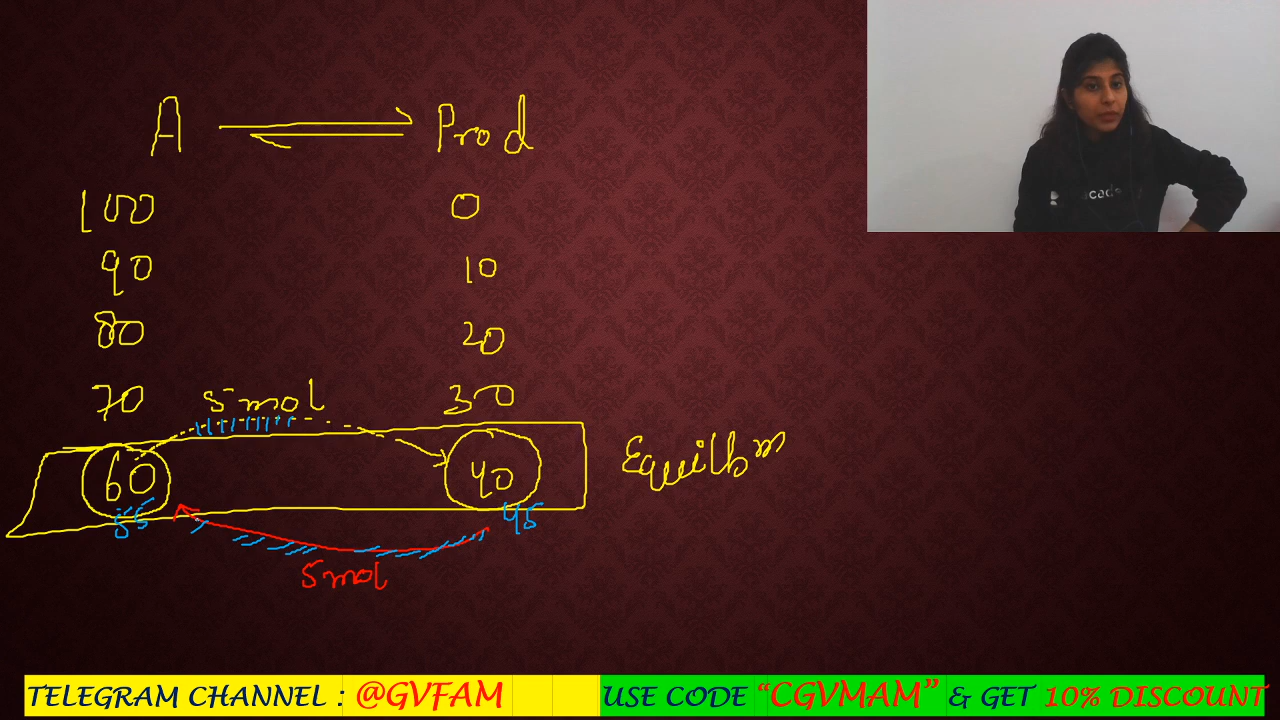 A ⇌ Prod
100 0
90 10
80 20
70 5 mol 30
60 40 Equilbm
55 45
5 mol
TELEGRAM CHANNEL : @GVFAM USE CODE “CGVMAM” & GET 10% DISCOUNT